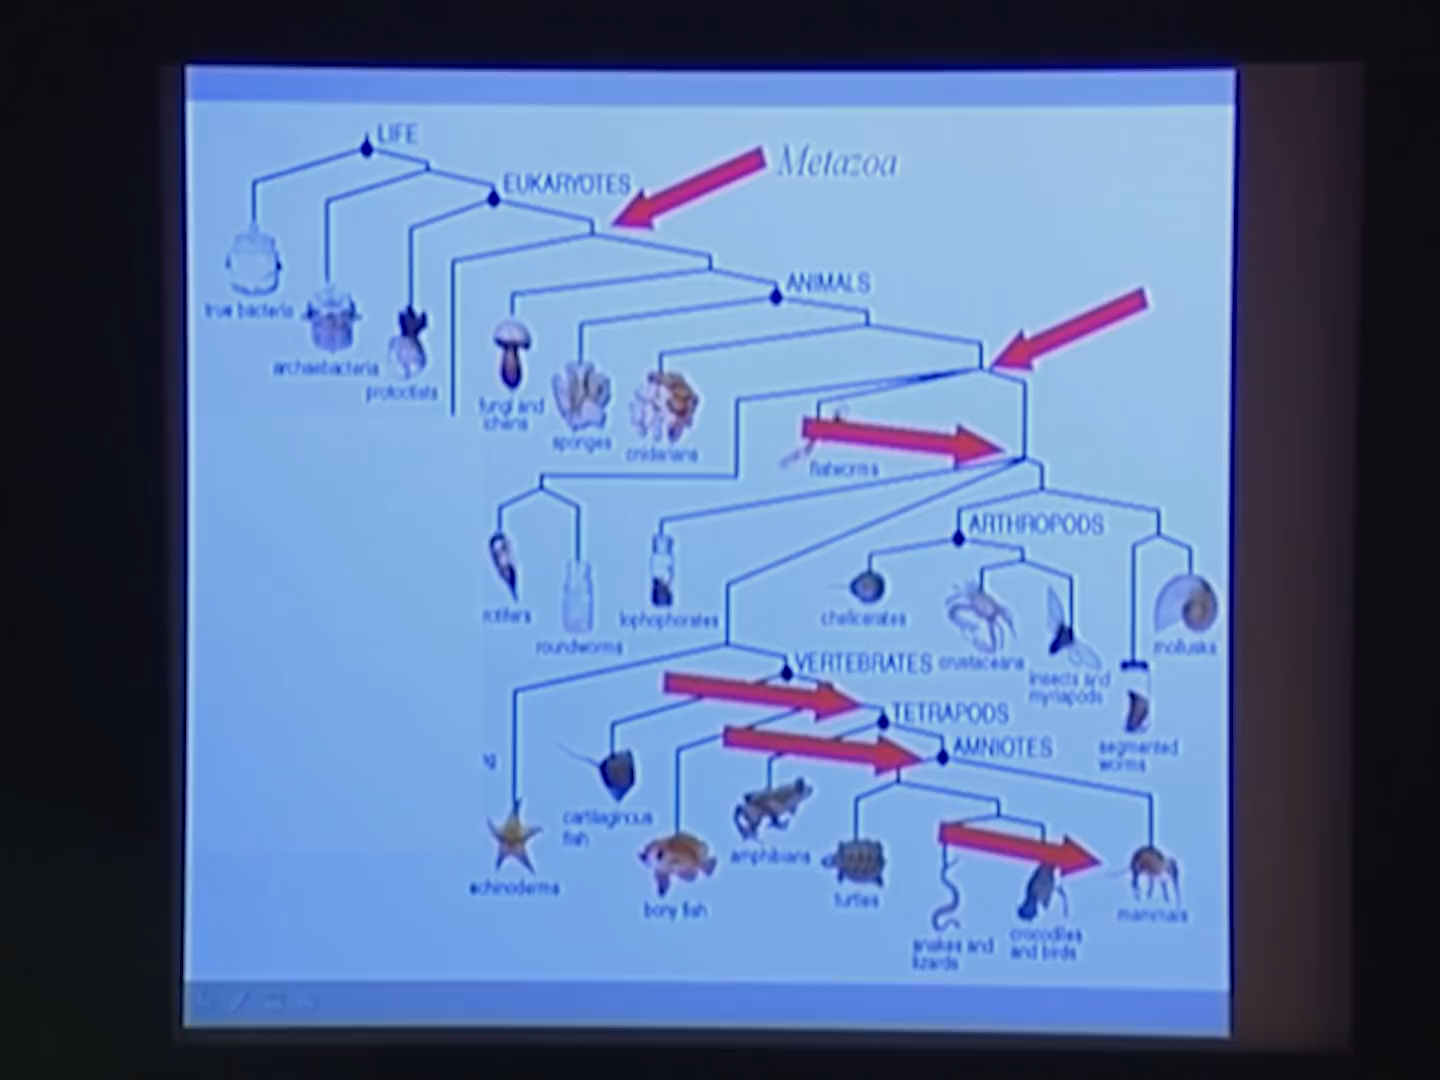 LIFE
Metazoa
EUKARYOTES
ANIMALS
true bacteria
archaebacteria
protoctists
fungi and
lichens
sponges
cnidarians
flatworms
ARTHROPODS
rotifers
roundworms
lophophorates
chelicerates
crustaceans
insects and
myriapods
mollusks
segmented
worms
VERTEBRATES
TETRAPODS
AMNIOTES
echinoderms
cartilaginous
fish
bony fish
amphibians
turtles
snakes and
lizards
crocodiles
and birds
mammals